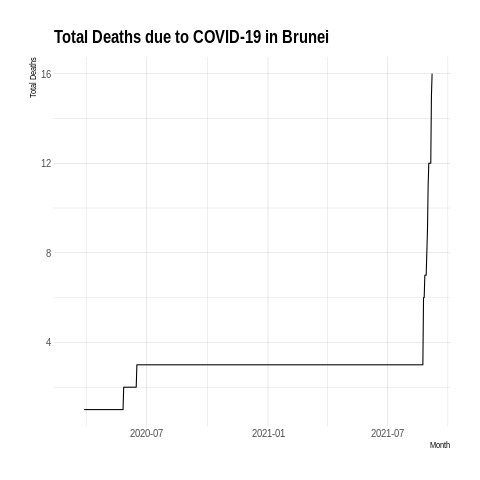 Total Deaths due to COVID-19 in Brunei
Total Deaths
16
12
8
4
2020-07 2021-01 2021-07
Month